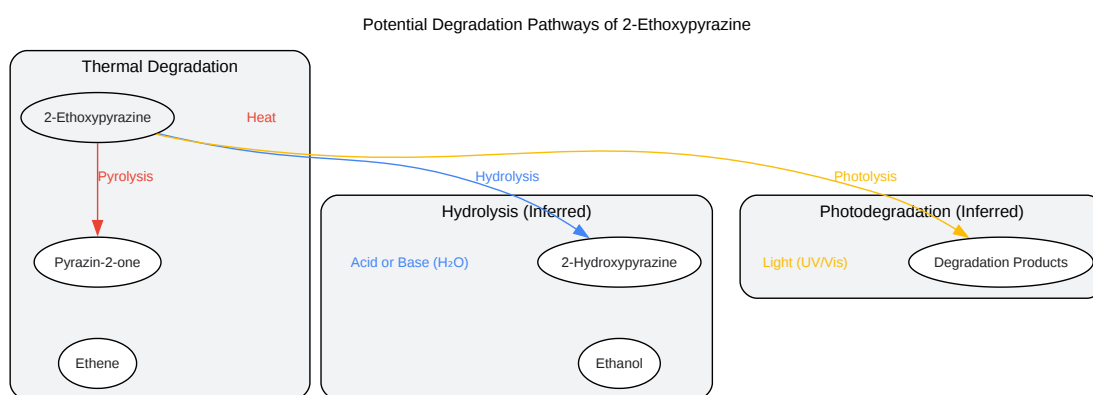 Potential Degradation Pathways of 2-Ethoxypyrazine
Thermal Degradation
2-Ethoxypyrazine
Heat
Pyrolysis
Hydrolysis
Photolysis
Hydrolysis (Inferred)
Photodegradation (Inferred)
Pyrazin-2-one
Acid or Base (H₂O)
2-Hydroxypyrazine
Light (UV/Vis)
Degradation Products
Ethene
Ethanol